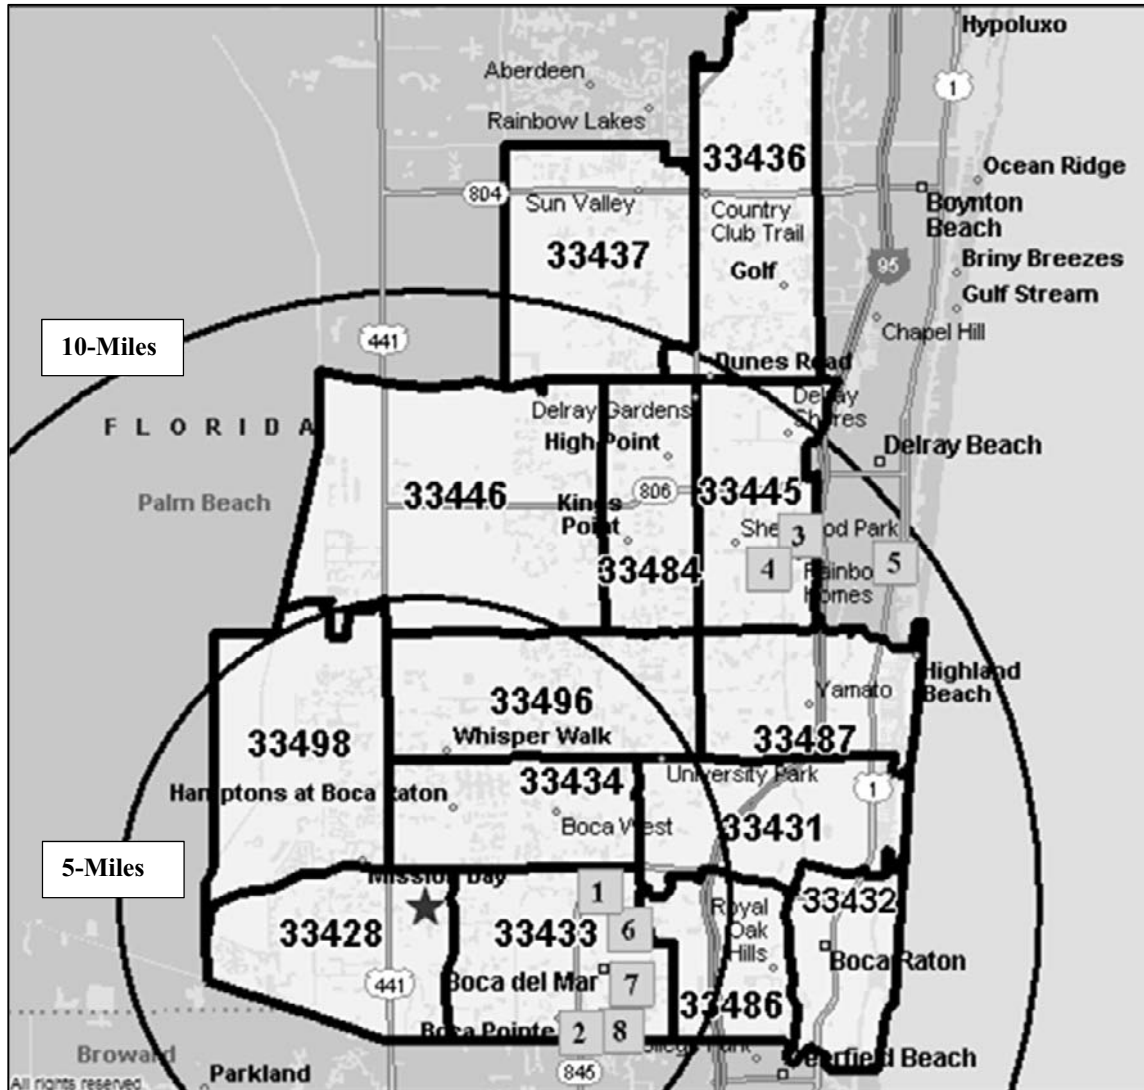 Hypoluxo
1
Aberdeen
Rainbow Lakes
33436
Ocean Ridge
804
Sun Valley
Country
Club Trail
Boynton
Beach
33437
Golf
95
Briny Breezes
Gulf Stream
10-Miles
441
Chapel Hill
Dunes Road
FLORIDA
Delray Gardens
Delray
Shores
High Point
Delray Beach
Palm Beach
33446
806
33445
Kings
Point
3
5
33484
4
Highland
Beach
33496
Yamato
33498
Whisper Walk
33487
33434
University Park
Hamptons at Boca Raton
1
Boca West
33431
5-Miles
Mission Bay
1
33432
Royal
Oak
Hills
33428
33433
6
Boca Raton
441
Boca del Mar
7
33486
Boca Pointe
2
8
Broward
Parkland
845
Deerfield Beach
All rights reserved